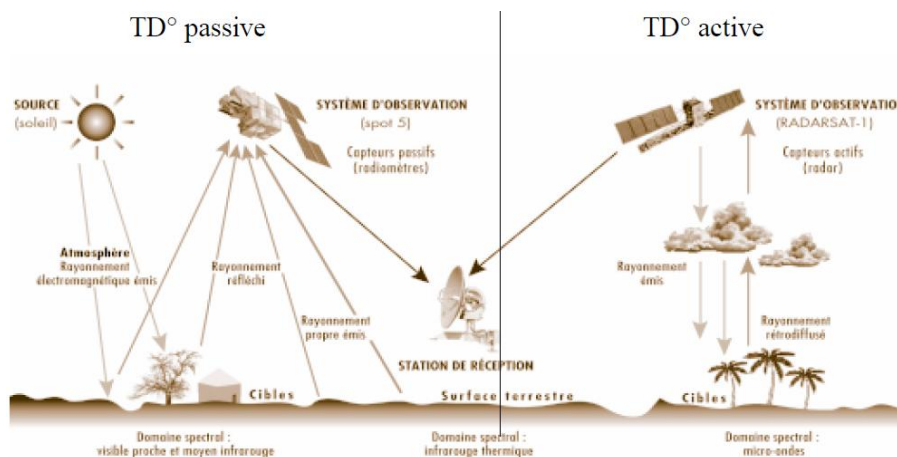 TD° passive
TD° active
SOURCE
(soleil)
SYSTÈME D'OBSERVATION
(spot 5)
Capteurs passifs
(radiomètres)
SYSTÈME D'OBSERVATIO
(RADARSAT-1)
Capteurs actifs
(radar)
Atmosphère
Rayonnement
électromagnétique émis
Rayonnement
réfléchi
Rayonnement
propre émis
Rayonnement
émis
Rayonnement
rétrodiffusé
STATION DE RÉCEPTION
Cibles
Surface terrestre
Cibles
Domaine spectral :
visible proche et moyen infrarouge
Domaine spectral :
infrarouge thermique
Domaine spectral :
micro-ondes